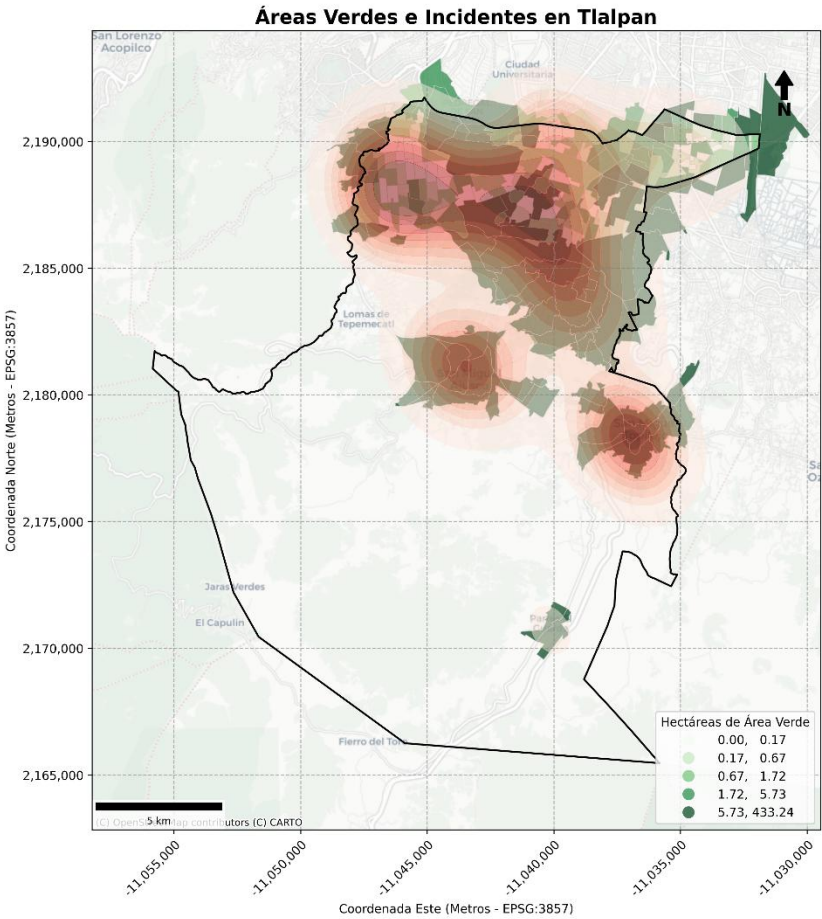 Áreas Verdes e Incidentes en Tlalpan
San Lorenzo
Acopilco
Ciudad
Universitaria
N
2,190,000
2,185,000
Lomas de
Tepemecatl
2,180,000
2,175,000
Jaras Verdes
El Capulin
2,170,000
Fierro del Toro
2,165,000
Coordenada Norte (Metros - EPSG:3857)
Hectáreas de Área Verde
0.00, 0.17
0.17, 0.67
0.67, 1.72
1.72, 5.73
5.73, 433.24
5 km
(C) OpenStreetMap contributors (C) CARTO
-11,055,000
-11,050,000
-11,045,000
-11,040,000
-11,035,000
-11,030,000
Coordenada Este (Metros - EPSG:3857)